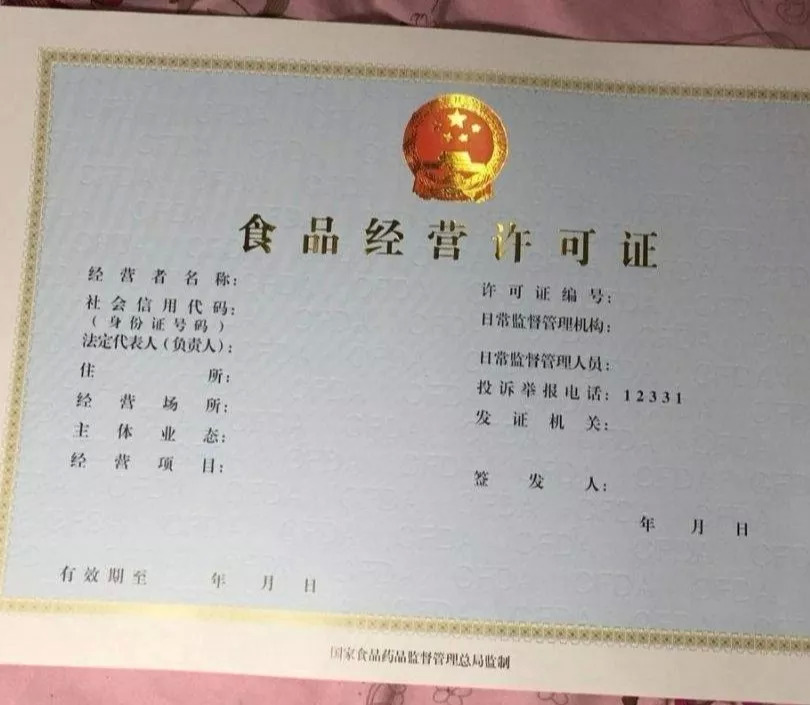 食品经营许可证
经营者名称：
社会信用代码：
（身份证号码）
法定代表人（负责人）：
住所：
经营场所：
主体业态：
经营项目：
许可证编号：
日常监督管理机构：
日常监督管理人员：
投诉举报电话：12331
发证机关：
签发人：
年 月 日
有效期至 年 月 日
国家食品药品监督管理总局监制